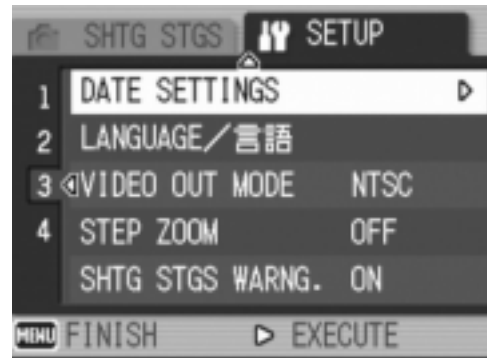 SHTG STGS SETUP
1 DATE SETTINGS
2 LANGUAGE/言語
3 VIDEO OUT MODE NTSC
4 STEP ZOOM OFF
SHTG STGS WARNG. ON
MENU FINISH EXECUTE